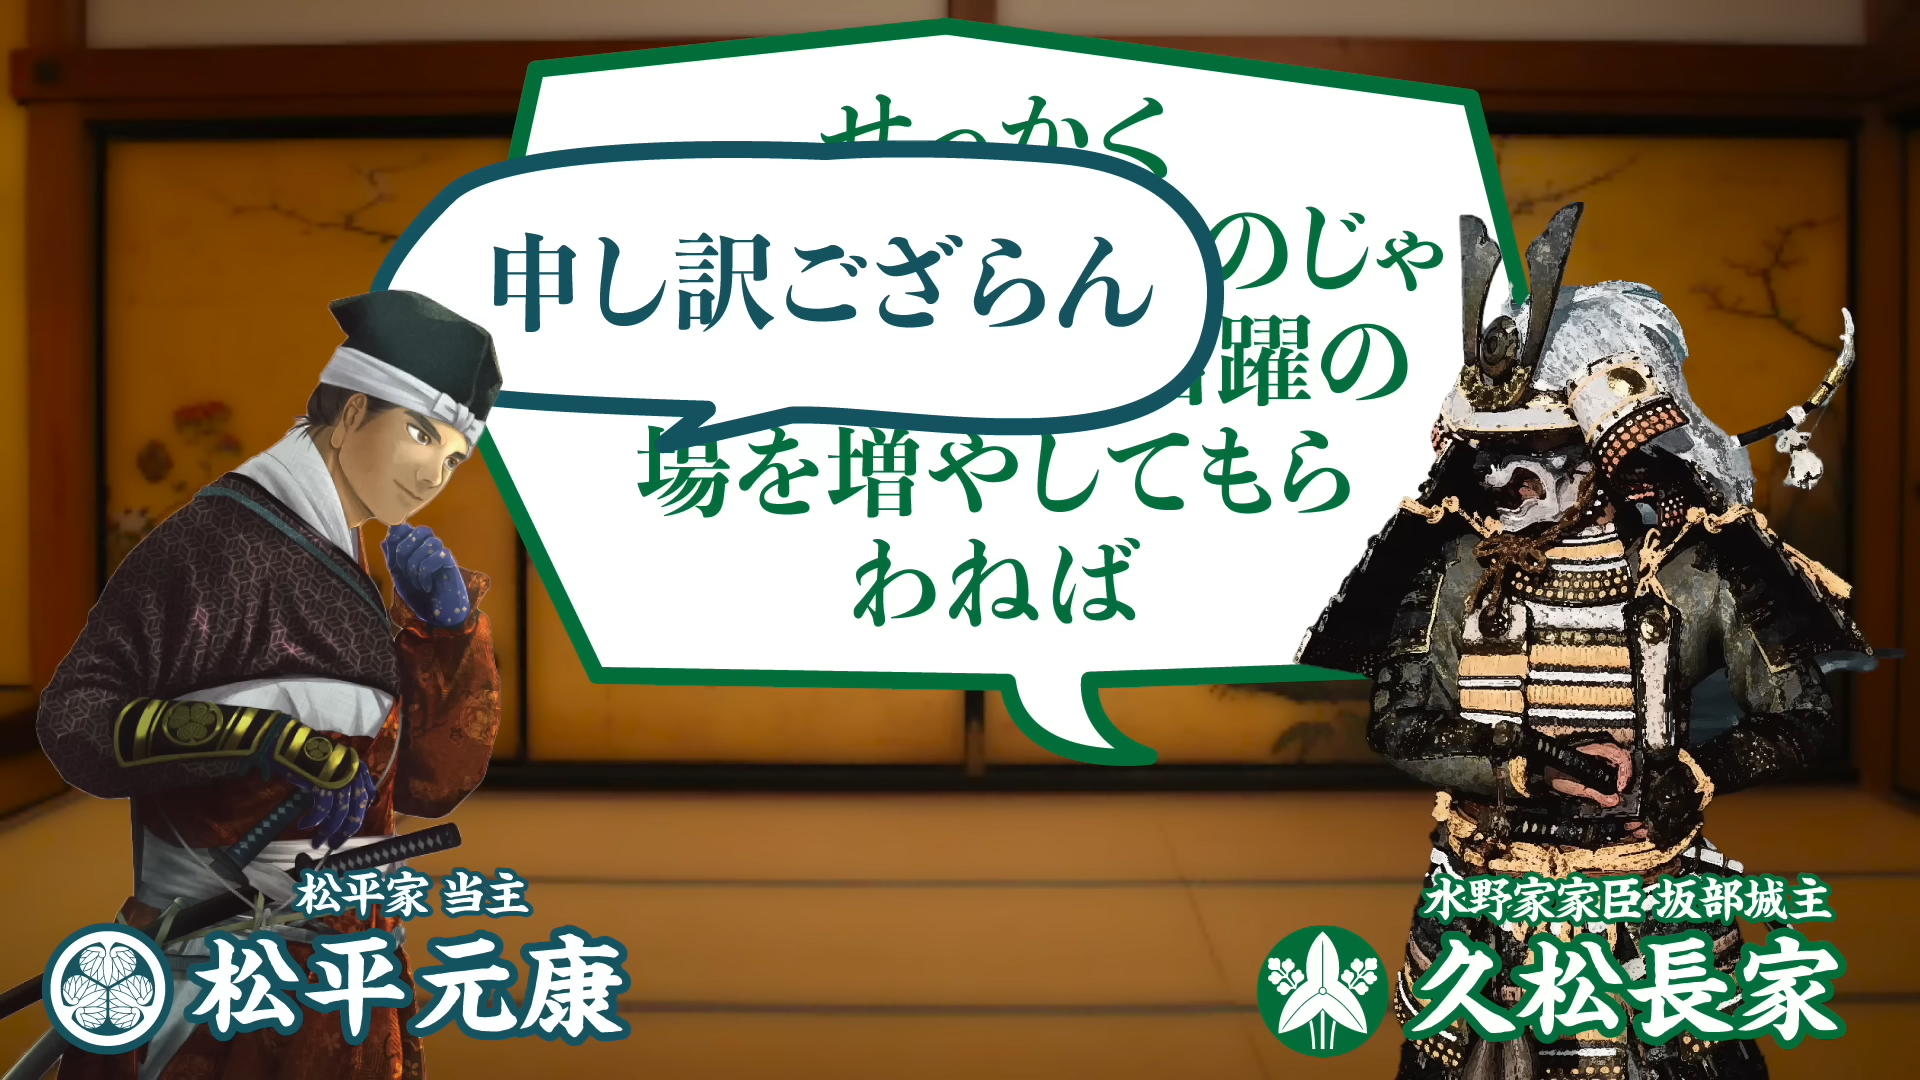 せっかく
のじゃ
躍の
場を増やしてもら
わねば
申し訳ござらん
松平家 当主
松平元康
水野家家臣・坂部城主
久松長家